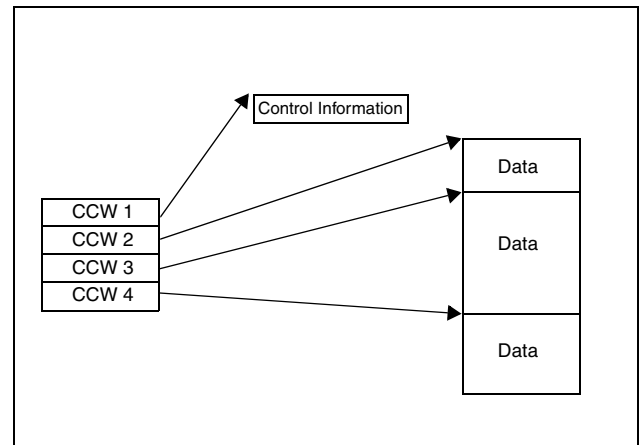 Control Information
Data
CCW 1
CCW 2
Data
CCW 3
CCW 4
Data